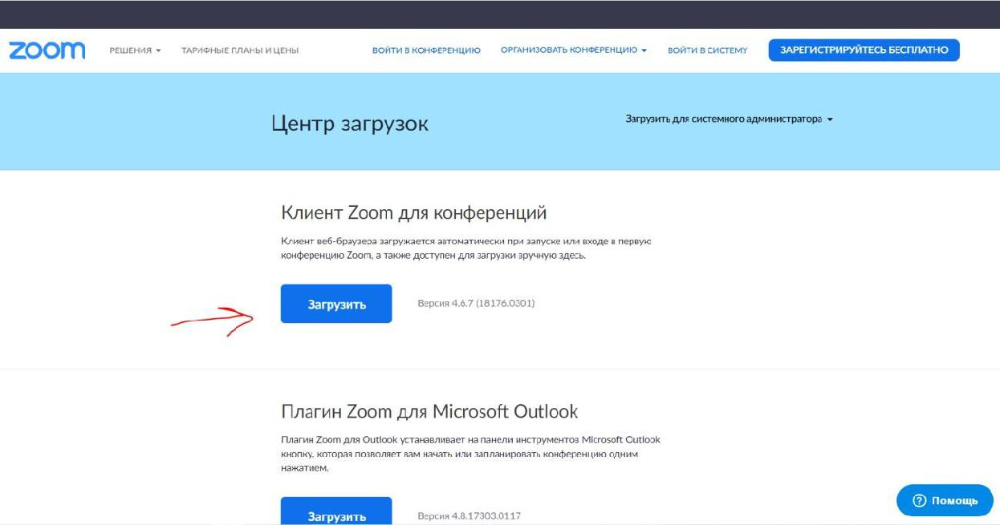 zoom
РЕШЕНИЯ
ТАРИФНЫЕ ПЛАНЫ И ЦЕНЫ
ВОЙТИ В КОНФЕРЕНЦИЮ
ОРГАНИЗОВАТЬ КОНФЕРЕНЦИЮ
ВОЙТИ В СИСТЕМУ
ЗАРЕГИСТРИРУЙТЕСЬ БЕСПЛАТНО
Центр загрузок
Загрузить для системного администратора
Клиент Zoom для конференций
Клиент веб-браузера загружается автоматически при запуске или входе в первую
конференцию Zoom, а также доступен для загрузки вручную здесь.
Загрузить
Версия 4.6.7 (18176.0301)
Плагин Zoom для Microsoft Outlook
Плагин Zoom для Outlook устанавливает на панели инструментов Microsoft Outlook
кнопку, которая позволяет вам начать или запланировать конференцию одним
нажатием.
Загрузить
Версия 4.8.17303.0117
Помощь